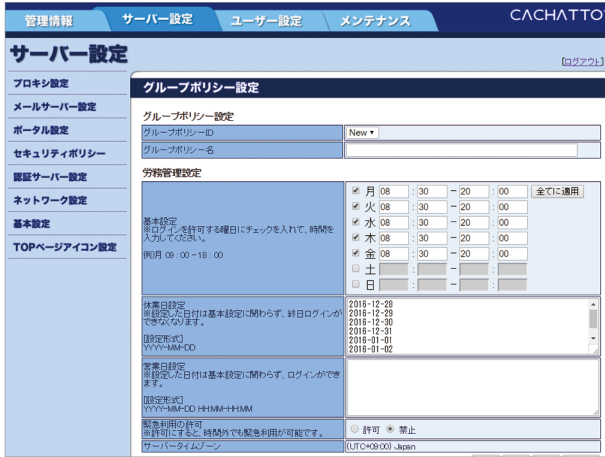 管理情報 サーバー設定 ユーザー設定 メンテナンス CACHATTO
サーバー設定
[ログアウト]
プロキシ設定
メールサーバー設定
ポータル設定
セキュリティポリシー
認証サーバー設定
ネットワーク設定
基本設定
TOPページアイコン設定
グループポリシー設定
グループポリシー設定
グループポリシーID New
グループポリシー名
労務管理設定
基本設定
※ログインを許可する曜日にチェックを入れて、時間を
入力してください。
例)月 09:00-18:00
月 08 : 30 - 20 : 00 全てに適用
火 08 : 30 - 20 : 00
水 08 : 30 - 20 : 00
木 08 : 30 - 20 : 00
金 08 : 30 - 20 : 00
土 : - :
日 : - :
休業日設定
※設定した日付は基本設定に関わらず、終日ログインが
できなくなります。
[設定形式]
YYYY-MM-DD
2016-12-28
2016-12-29
2016-12-30
2016-12-31
2016-01-01
2016-01-02
営業日設定
※設定した日付は基本設定に関わらず、ログインができ
ます。
[設定形式]
YYYY-MM-DD HH:MM-HH:MM
緊急利用の許可
※許可にすると、時間外でも緊急利用が可能です。
許可 禁止
サーバータイムゾーン (UTC+09:00) Japan